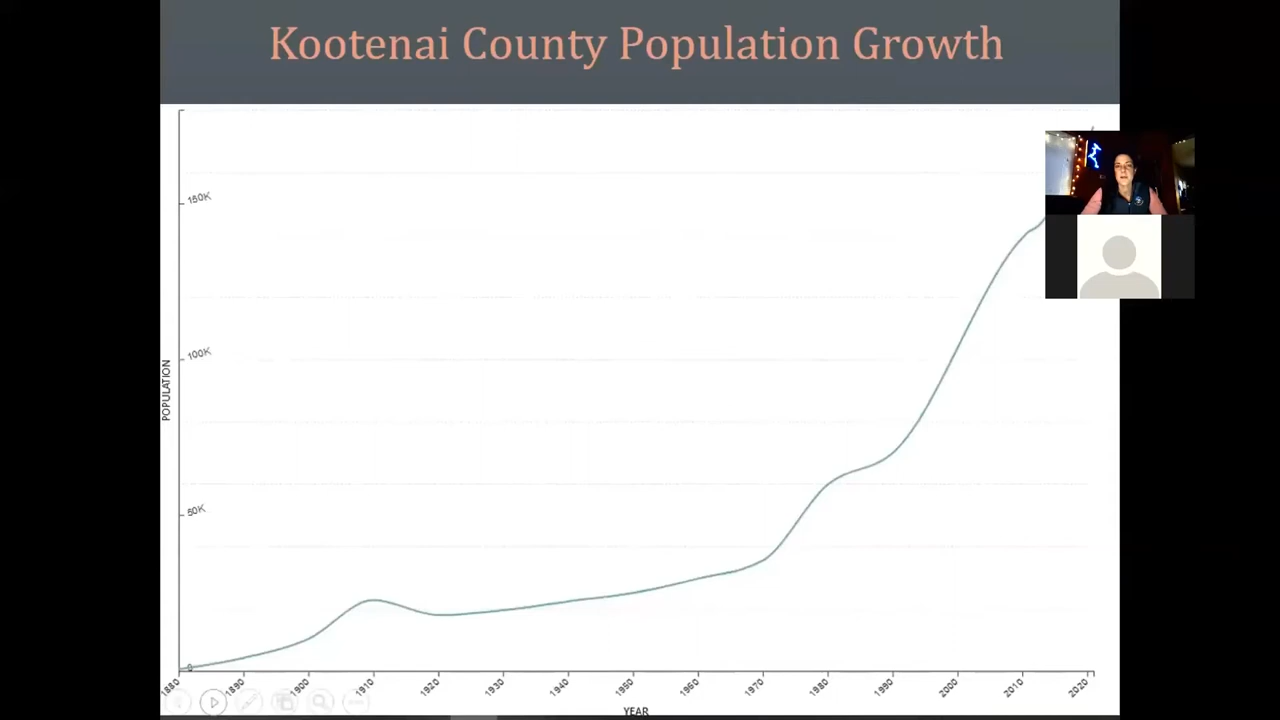 Kootenai County Population Growth
150K
100K
POPULATION
50K
0
1880 1890 1900 1910 1920 1930 1940 1950 1960 1970 1980 1990 2000 2010 2020
YEAR